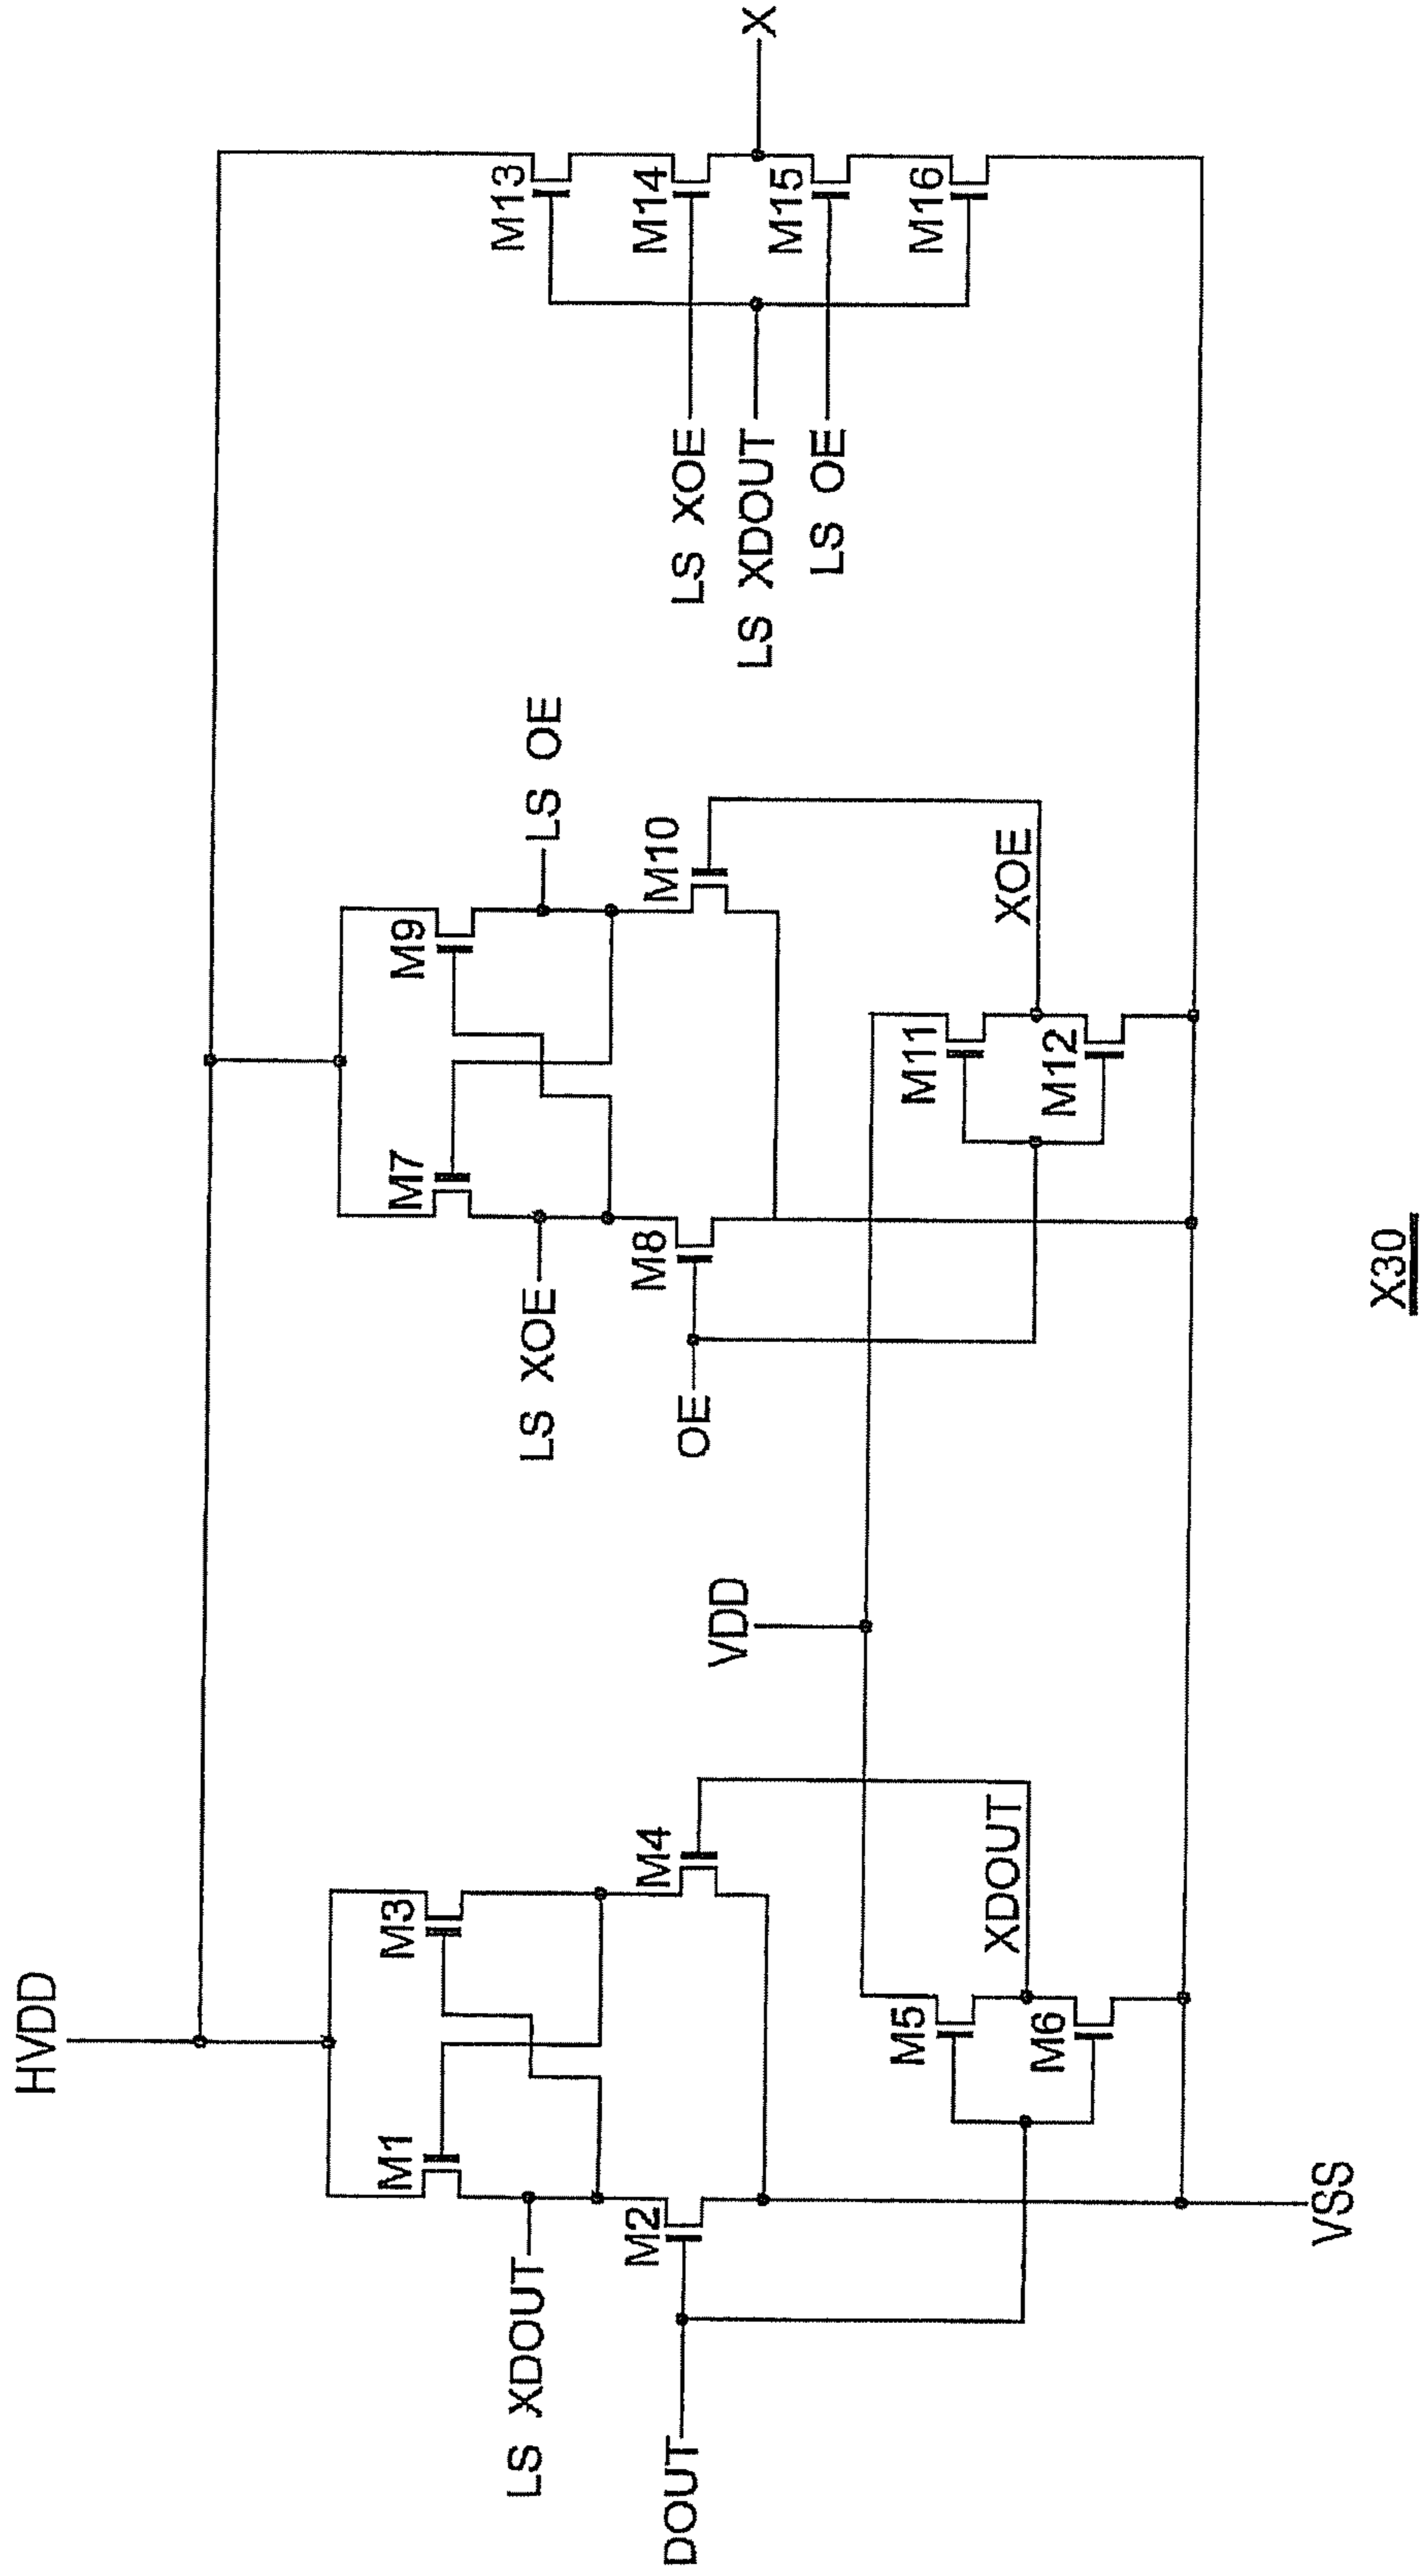 HVDD
M1
M3
M7
M9
M13
LS XDOUT
LS XOE
LS OE
M14
LS XOE
DOUT
M2
M4
OE
M8
M10
VDD
LS XDOUT
X
M15
LS OE
M5
M11
M16
XDOUT
XOE
M6
M12
VSS
X30